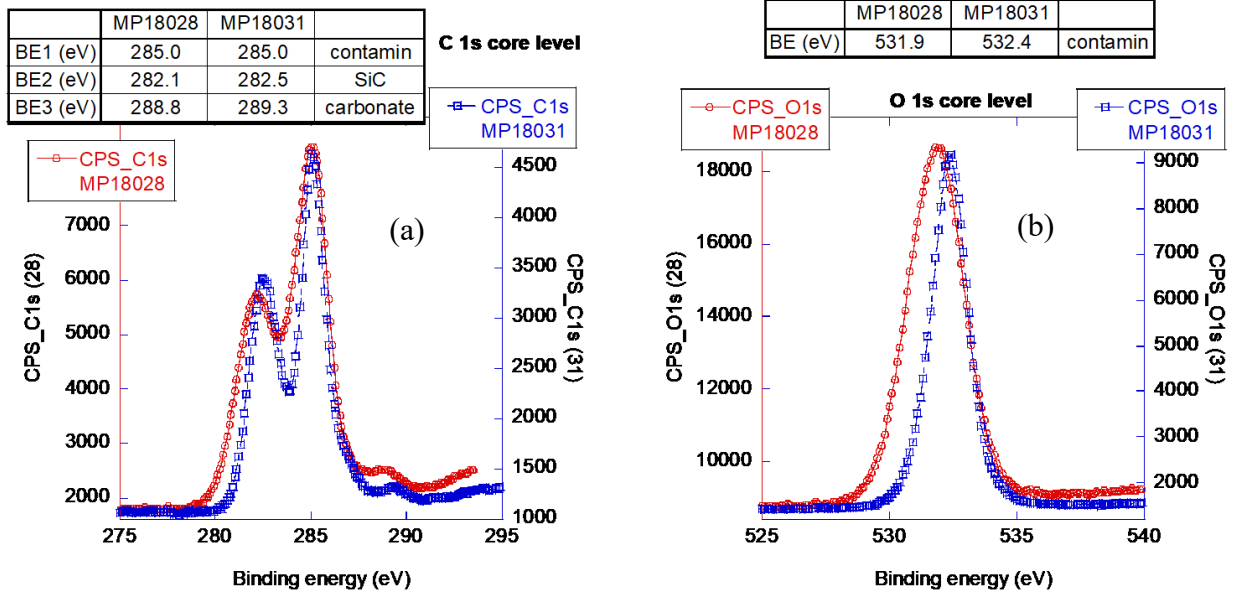 MP18028 MP18031
BE1 (eV) 285.0 285.0 contamin
BE2 (eV) 282.1 282.5 SiC
BE3 (eV) 288.8 289.3 carbonate
C 1s core level
CPS_C1s
MP18028
CPS_C1s
MP18031
(a)
7000
6000
5000
4000
3000
2000
CPS_C1s (28)
4500
4000
3500
3000
2500
2000
1500
1000
CPS_C1s (31)
275 280 285 290 295
Binding energy (eV)
MP18028 MP18031
BE (eV) 531.9 532.4 contamin
O 1s core level
CPS_O1s
MP18028
CPS_O1s
MP18031
(b)
18000
16000
14000
12000
10000
CPS_O1s (28)
9000
8000
7000
6000
5000
4000
3000
2000
CPS_O1s (31)
525 530 535 540
Binding energy (eV)